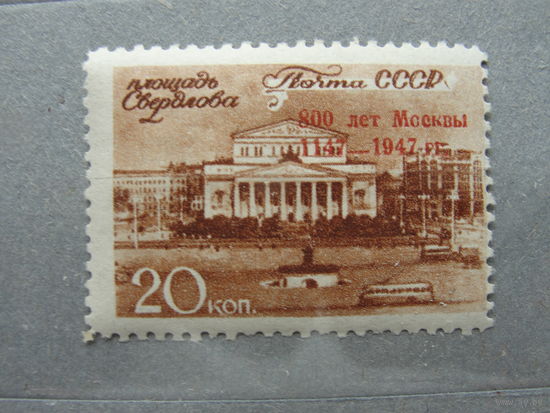 площадь
Свердлова
Почта СССР
800 лет Москвы
1147—1947 гг.
20 коп.